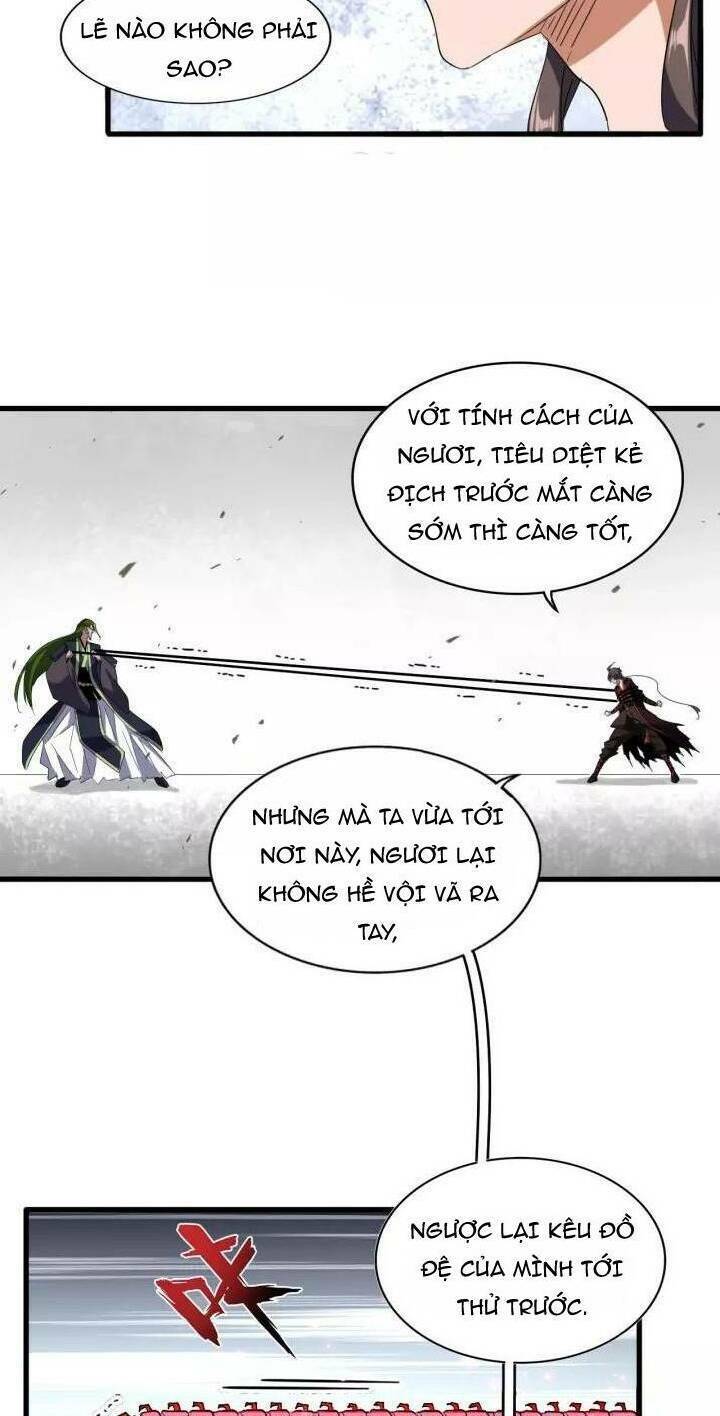 LẼ NÀO KHÔNG PHẢI
SAO?
VỚI TÍNH CÁCH CỦA
NGƯƠI, TIÊU DIỆT KẺ
ĐỊCH TRƯỚC MẮT CÀNG
SỚM THÌ CÀNG TỐT,
NHƯNG MÀ TA VỪA TỚI
NƠI NÀY, NGƯƠI LẠI
KHÔNG HỀ VỘI VÃ RA
TAY,
NGƯỢC LẠI KÊU ĐỒ
ĐỆ CỦA MÌNH TỚI
THỬ TRƯỚC.